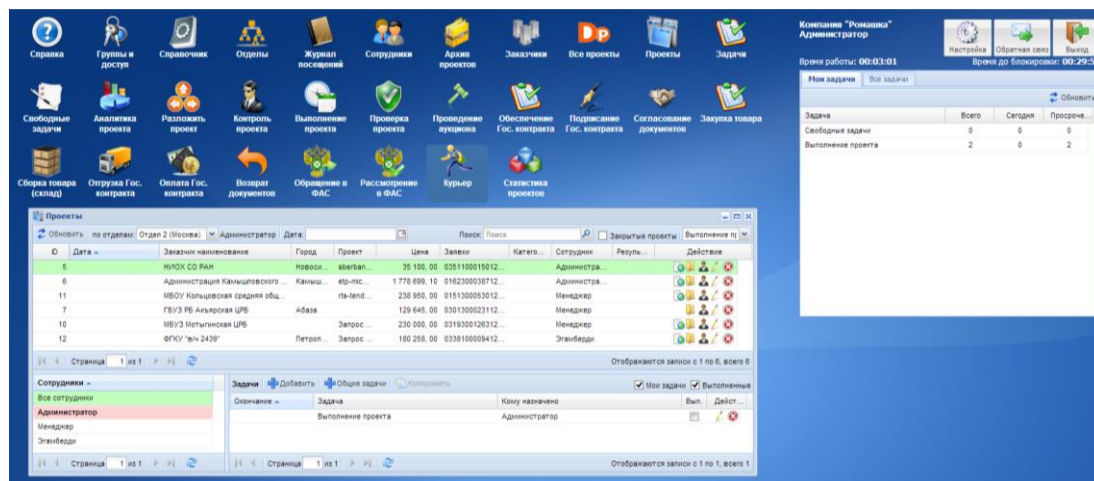 Компания "Ромашка"
Администратор
Настройка
Обратная связ
Выход
Время работы: 00:03:01
Время до блокировки: 00:29:5
Справка
Группы и доступ
Справочник
Отделы
Журнал посещений
Сотрудники
Архив проектов
Заказчики
Все проекты
Проекты
Задачи
Свободные задачи
Аналитика проекта
Разложить проект
Контроль проекта
Выполнение проекта
Проверка проекта
Проведение аукциона
Обеспечение Гос. контракта
Подписание Гос. контракта
Согласование документов
Закупка товара
Сборка товара (склад)
Отгрузка Гос. контракта
Оплата Гос. контракта
Возврат документов
Обращение в ФАС
Рассмотрение в ФАС
Курьер
Статистика проектов
Мои задачи Все задачи
Обновить
Задача Всего Сегодня Просроче...
Свободные задачи 0 0 0
Выполнение проекта 2 0 2
Проекты
Обновить по отделам: Отдел 2 (Москва) Администратор Дата: Поиск: Поиск Закрытые проекты Выполнение п
ID Дата Заказчик наименование Город Проект Цена Заявки Катего... Сотрудник Резуль... Действие
5 НИОХ СО РАН Новоси... sberban... 35 100, 00 0351100015012... Администра...
6 Администрация Камышловского ... Камыш... etp-mic... 1 778 699, 10 0162300038712... Администра...
11 МБОУ Кольцовская средняя общ... rts-tend... 238 950, 00 0151300053012... Менеджер
7 ГБУЗ РБ Акъярская ЦРБ Абаза 129 645, 00 0301300023112... Менеджер
10 МБУЗ Мотыгинская ЦРБ Запрос ... 230 000, 00 0319300126312... Менеджер
12 ФГКУ "в/ч 2439" Петроп... Запрос ... 180 258, 00 0338100009412... Эгамберди
Страница 1 из 1 Отображаются записи с 1 по 6, всего 6
Сотрудники
Все сотрудники
Администратор
Менеджер
Эгамберди
Страница 1 из 1
Задачи Добавить Общие задачи Копировать Мои задачи Выполненные
Окончание Задача Кому назначено Вып. Дейст...
Выполнение проекта Администратор
Страница 1 из 1 Отображаются записи с 1 по 1, всего 1